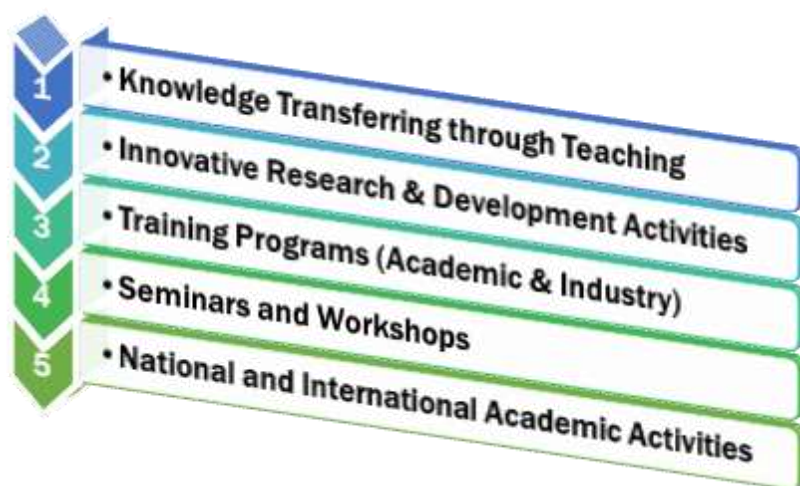 1
• Knowledge Transferring through Teaching
2
• Innovative Research & Development Activities
3
• Training Programs (Academic & Industry)
4
• Seminars and Workshops
5
• National and International Academic Activities